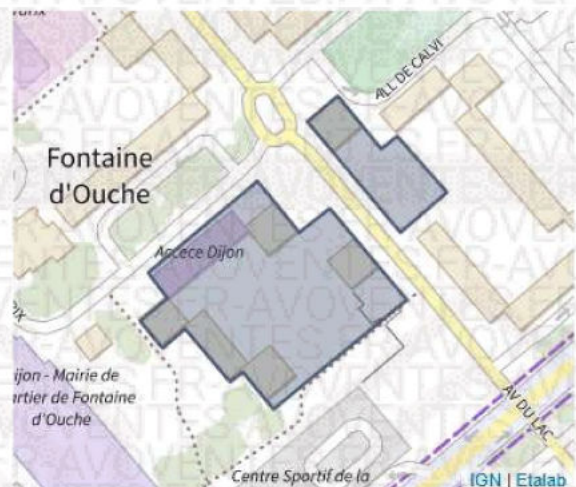 ALL DE CALVI
Fontaine
d'Ouche
Accece Dijon
ijon - Mairie de
rtier de Fontaine
d'Ouche
AV DU LAC
Centre Sportif de la
IGN | Etalab